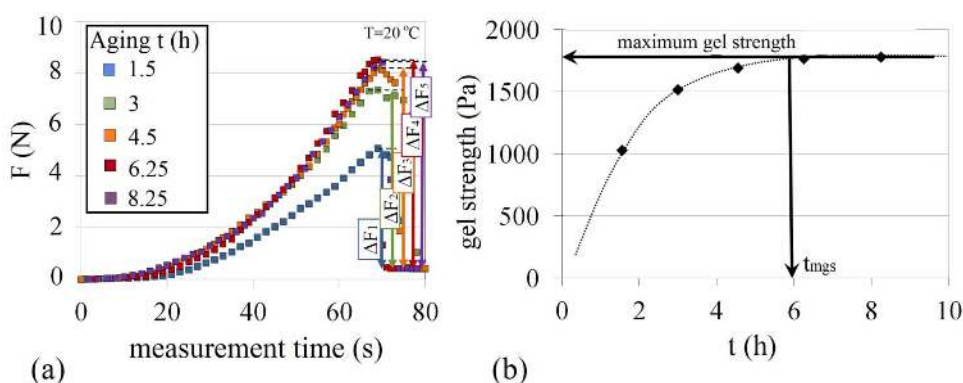 10
8
6
4
2
0
F (N)
Aging t (h)
1.5
3
4.5
6.25
8.25
T=20 °C
ΔF1
ΔF2
ΔF3
ΔF4
ΔF5
0 20 40 60 80
measurement time (s)
(a)
2000
1500
1000
500
0
gel strength (Pa)
maximum gel strength
tmgs
0 2 4 6 8 10
t (h)
(b)